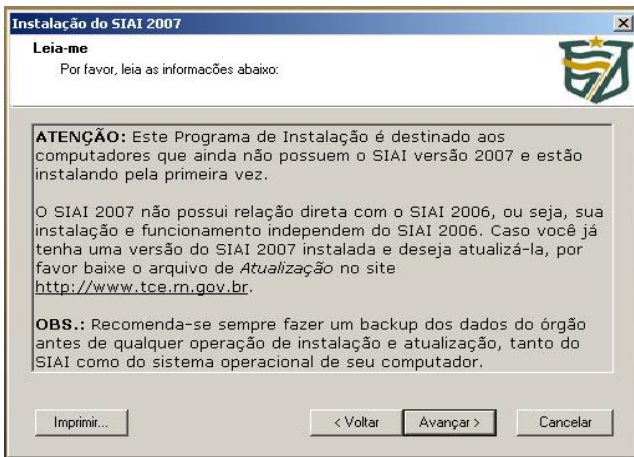 Instalação do SIAI 2007
Leia-me
Por favor, leia as informacões abaixo:
ATENÇÃO: Este Programa de Instalação é destinado aos
computadores que ainda não possuem o SIAI versão 2007 e estão
instalando pela primeira vez.
O SIAI 2007 não possui relação direta com o SIAI 2006, ou seja, sua
instalação e funcionamento independem do SIAI 2006. Caso você já
tenha uma versão do SIAI 2007 instalada e deseja atualizá-la, por
favor baixe o arquivo de Atualização no site
http://www.tce.rn.gov.br.
OBS.: Recomenda-se sempre fazer um backup dos dados do órgão
antes de qualquer operação de instalação e atualização, tanto do
SIAI como do sistema operacional de seu computador.
Imprimir... < Voltar Avançar > Cancelar